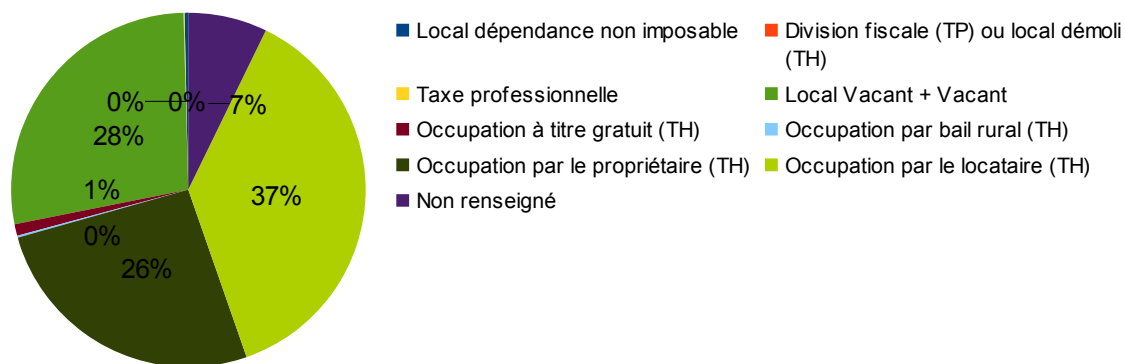 0%
0%
7%
28%
37%
1%
0%
26%
Local dépendance non imposable
Division fiscale (TP) ou local démoli
(TH)
Taxe professionnelle
Local Vacant + Vacant
Occupation à titre gratuit (TH)
Occupation par bail rural (TH)
Occupation par le propriétaire (TH)
Occupation par le locataire (TH)
Non renseigné